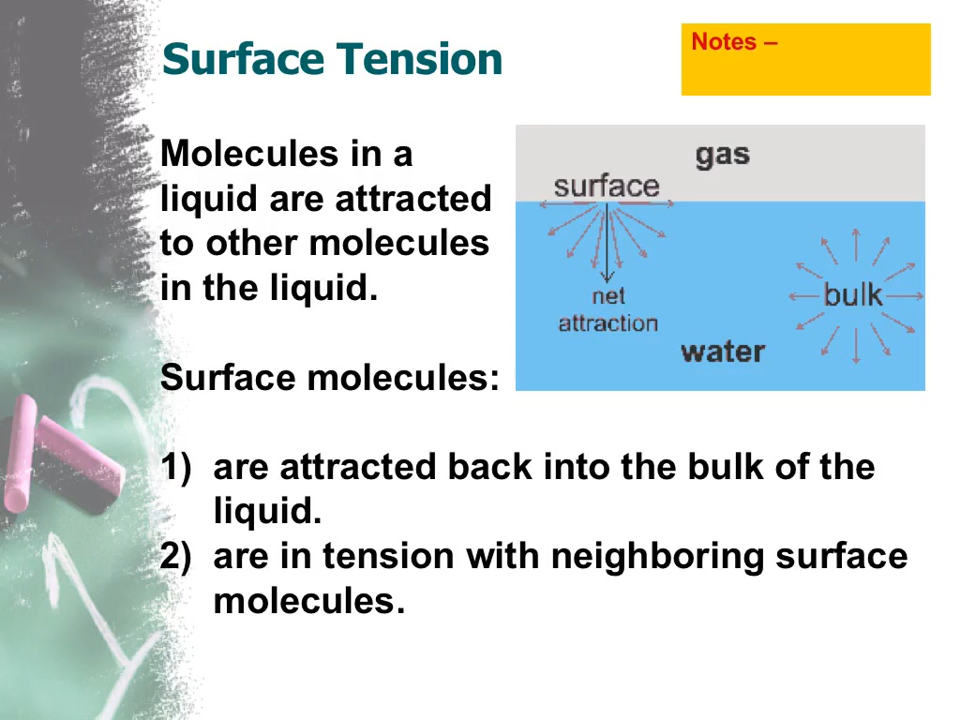 Surface Tension
Notes –
Molecules in a
liquid are attracted
to other molecules
in the liquid.
gas
surface
net
attraction
bulk
water
Surface molecules:
1) are attracted back into the bulk of the
liquid.
2) are in tension with neighboring surface
molecules.